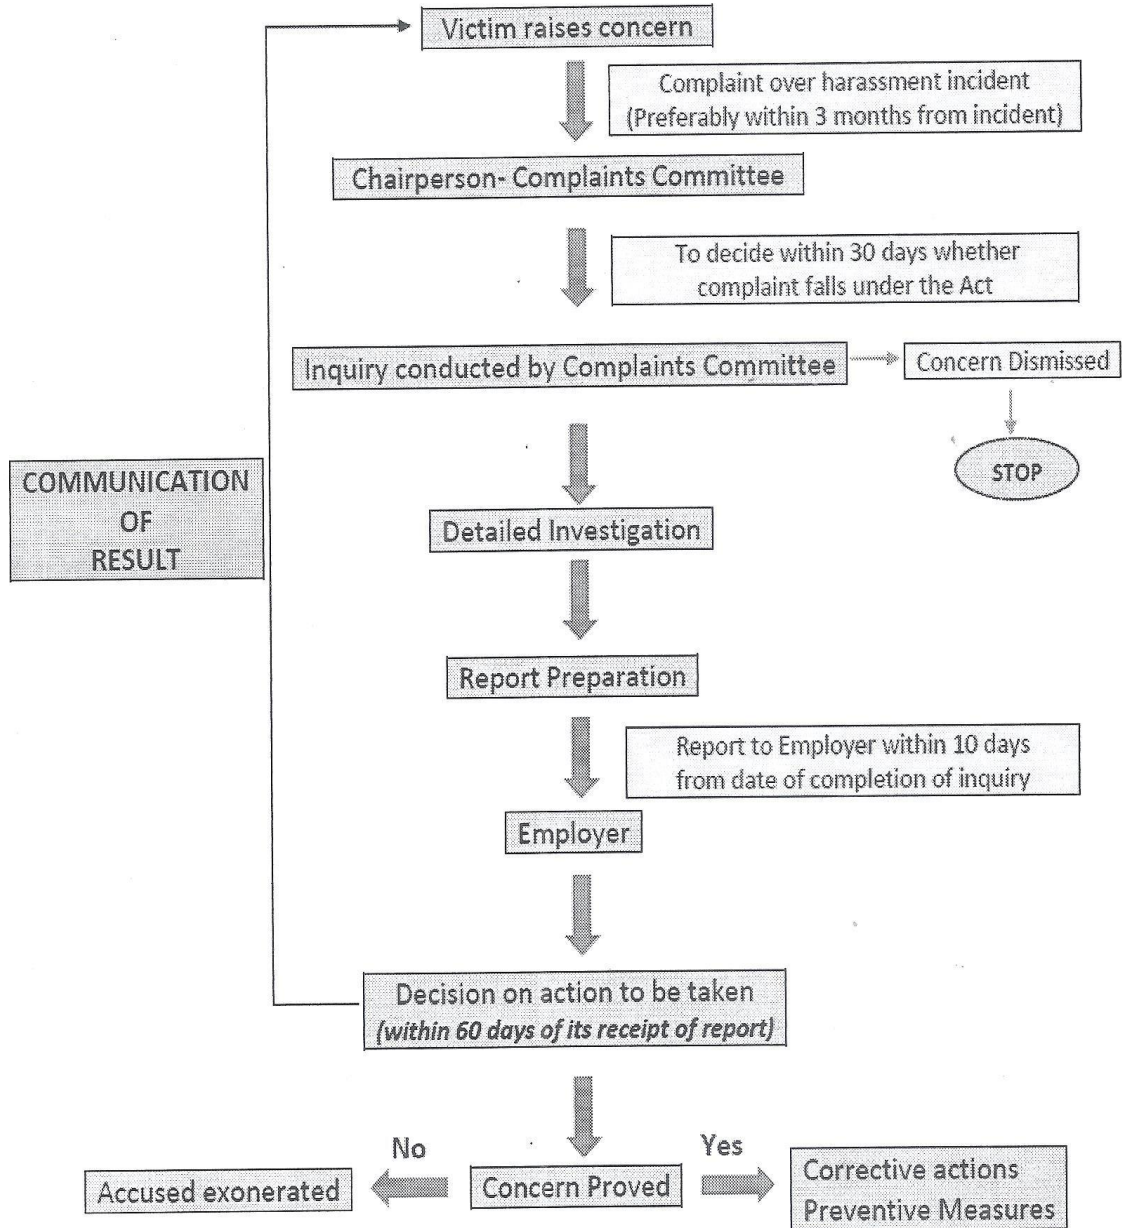 Victim raises concern
Complaint over harassment incident
(Preferably within 3 months from incident)
Chairperson- Complaints Committee
To decide within 30 days whether
complaint falls under the Act
Inquiry conducted by Complaints Committee
Concern Dismissed
STOP
COMMUNICATION
OF
RESULT
Detailed Investigation
Report Preparation
Report to Employer within 10 days
from date of completion of inquiry
Employer
Decision on action to be taken
(within 60 days of its receipt of report)
No
Yes
Accused exonerated
Concern Proved
Corrective actions
Preventive Measures